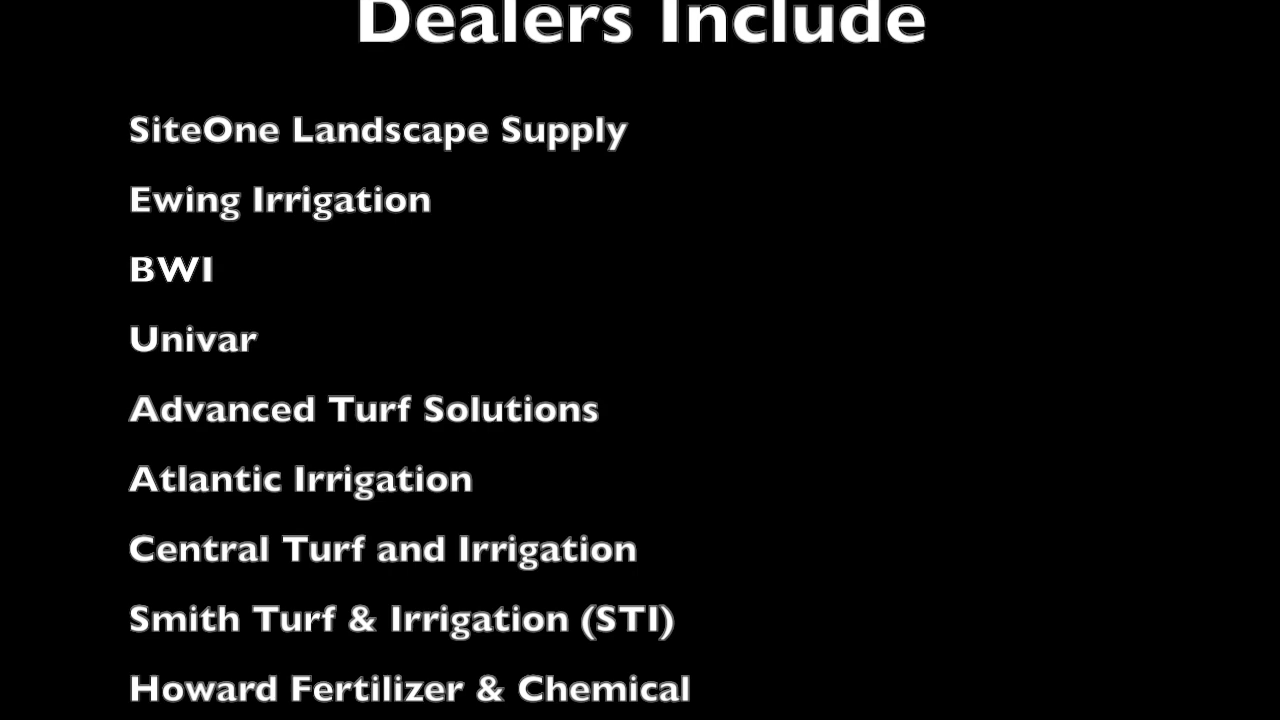 Dealers Include
SiteOne Landscape Supply
Ewing Irrigation
BWI
Univar
Advanced Turf Solutions
Atlantic Irrigation
Central Turf and Irrigation
Smith Turf & Irrigation (STI)
Howard Fertilizer & Chemical